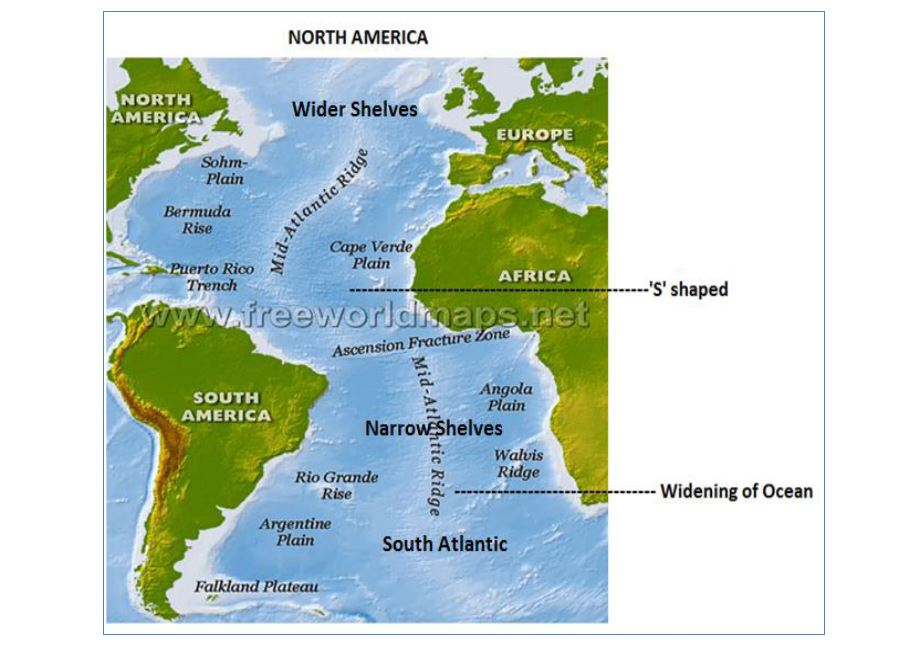 NORTH AMERICA
NORTH
AMERICA
Wider Shelves
EUROPE
Sohm-
Plain
Mid-Atlantic Ridge
Bermuda
Rise
Cape Verde
Plain
Puerto Rico
Trench
AFRICA
'S' shaped
www.freeworldmaps.net
Ascension Fracture Zone
Mid-Atlantic Ridge
SOUTH
AMERICA
Angola
Plain
Narrow Shelves
Walvis
Ridge
Rio Grande
Rise
Widening of Ocean
Argentine
Plain
South Atlantic
Falkland Plateau